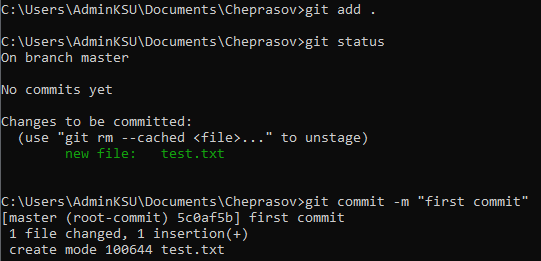 C:\Users\AdminKSU\Documents\Cheprasov>git add .
C:\Users\AdminKSU\Documents\Cheprasov>git status
On branch master
No commits yet
Changes to be committed:
  (use "git rm --cached <file>..." to unstage)
        new file:   test.txt
C:\Users\AdminKSU\Documents\Cheprasov>git commit -m "first commit"
[master (root-commit) 5c0af5b] first commit
 1 file changed, 1 insertion(+)
 create mode 100644 test.txt